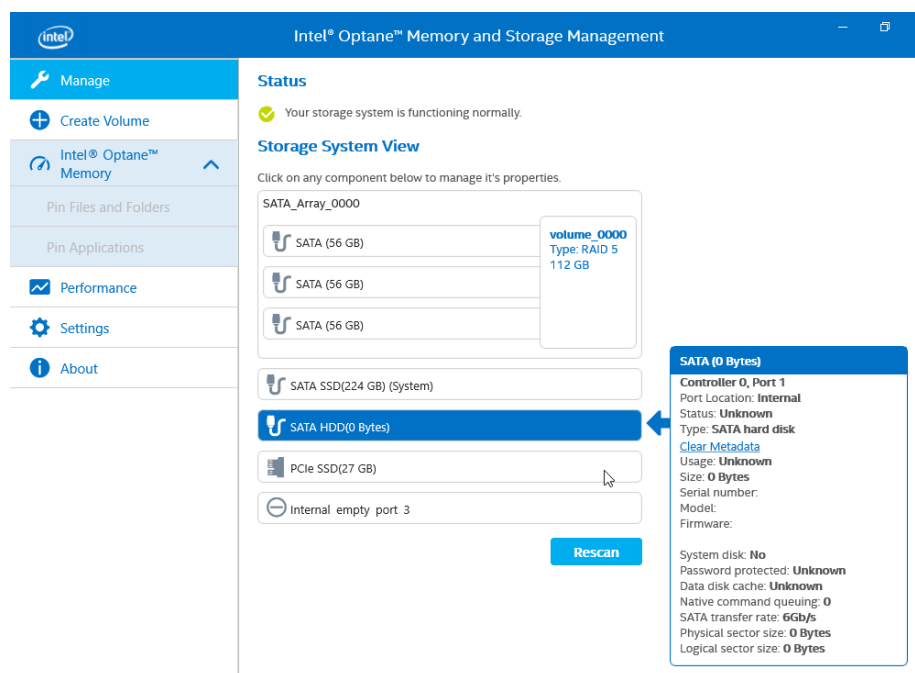 intel
Intel® Optane™ Memory and Storage Management
Manage
Create Volume
Intel® Optane™
Memory
Pin Files and Folders
Pin Applications
Performance
Settings
About
Status
Your storage system is functioning normally.
Storage System View
Click on any component below to manage it's properties.
SATA_Array_0000
SATA (56 GB)
SATA (56 GB)
SATA (56 GB)
volume_0000
Type: RAID 5
112 GB
SATA SSD(224 GB) (System)
SATA HDD(0 Bytes)
PCIe SSD(27 GB)
Internal empty port 3
Rescan
SATA (0 Bytes)
Controller 0, Port 1
Port Location: Internal
Status: Unknown
Type: SATA hard disk
Clear Metadata
Usage: Unknown
Size: 0 Bytes
Serial number:
Model:
Firmware:
System disk: No
Password protected: Unknown
Data disk cache: Unknown
Native command queuing: 0
SATA transfer rate: 6Gb/s
Physical sector size: 0 Bytes
Logical sector size: 0 Bytes